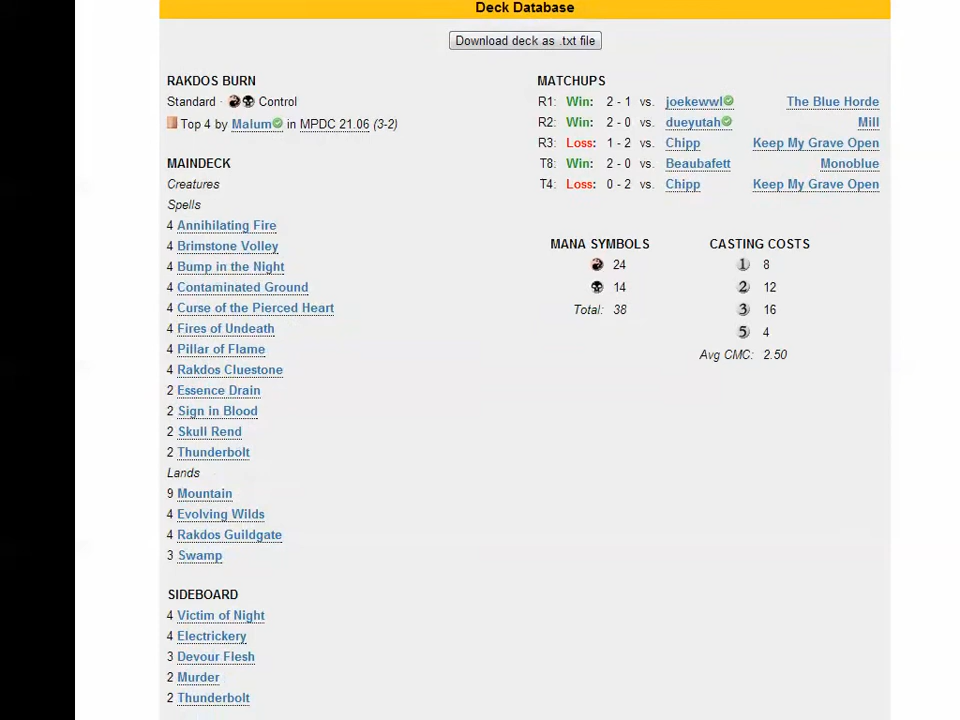 Deck Database
Download deck as .txt file
RAKDOS BURN
Standard · Control
Top 4 by Malum in MPDC 21.06 (3-2)
MAINDECK
Creatures
Spells
4 Annihilating Fire
4 Brimstone Volley
4 Bump in the Night
4 Contaminated Ground
4 Curse of the Pierced Heart
4 Fires of Undeath
4 Pillar of Flame
4 Rakdos Cluestone
2 Essence Drain
2 Sign in Blood
2 Skull Rend
2 Thunderbolt
Lands
9 Mountain
4 Evolving Wilds
4 Rakdos Guildgate
3 Swamp
SIDEBOARD
4 Victim of Night
4 Electrickery
3 Devour Flesh
2 Murder
2 Thunderbolt
MATCHUPS
R1: Win: 2 - 1 vs. joekewwl The Blue Horde
R2: Win: 2 - 0 vs. dueyutah Mill
R3: Loss: 1 - 2 vs. Chipp Keep My Grave Open
T8: Win: 2 - 0 vs. Beaubafett Monoblue
T4: Loss: 0 - 2 vs. Chipp Keep My Grave Open
MANA SYMBOLS
24
14
Total: 38
CASTING COSTS
1 8
2 12
3 16
5 4
Avg CMC: 2.50